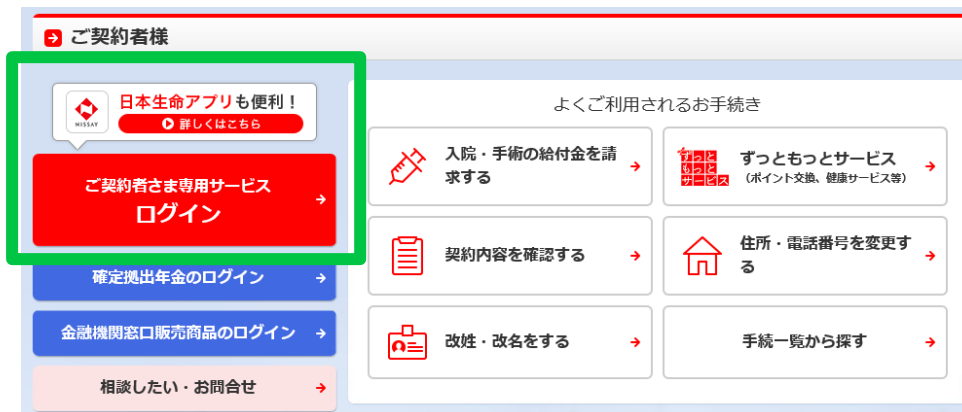 ご契約者様
日本生命アプリも便利！
NISSAY
詳しくはこちら
ご契約者さま専用サービス
ログイン
確定拠出年金のログイン
金融機関窓口販売商品のログイン
相談したい・お問合せ
よくご利用されるお手続き
入院・手術の給付金を請
求する
ずっと
もっと
サービス
ずっともっとサービス
（ポイント交換、健康サービス等）
契約内容を確認する
住所・電話番号を変更す
る
改姓・改名をする
手続一覧から探す